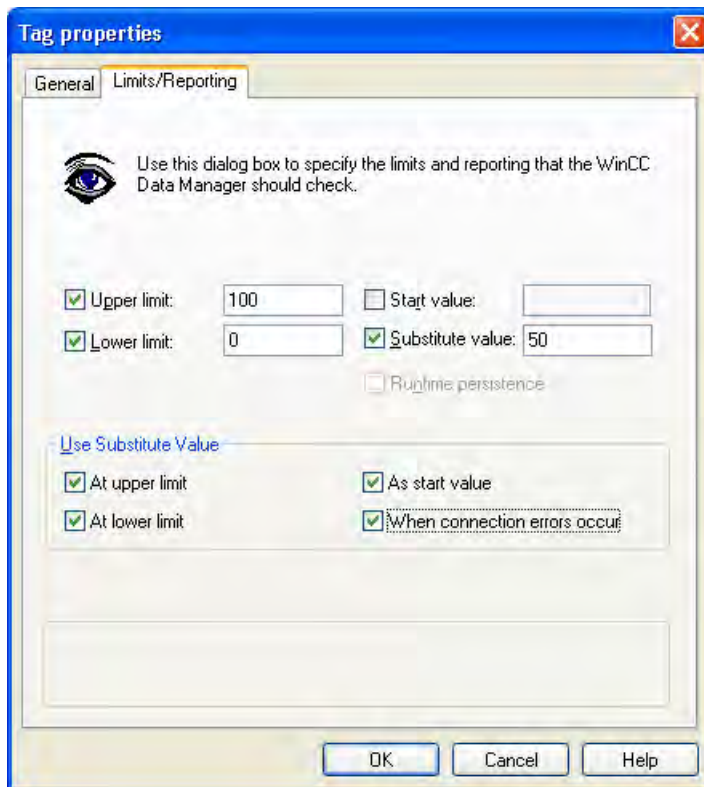 Tag properties
General
Limits/Reporting
Use this dialog box to specify the limits and reporting that the WinCC
Data Manager should check.
Upper limit: 100
Start value:
Lower limit: 0
Substitute value: 50
Runtime persistence
Use Substitute Value
At upper limit
As start value
At lower limit
When connection errors occur
OK
Cancel
Help